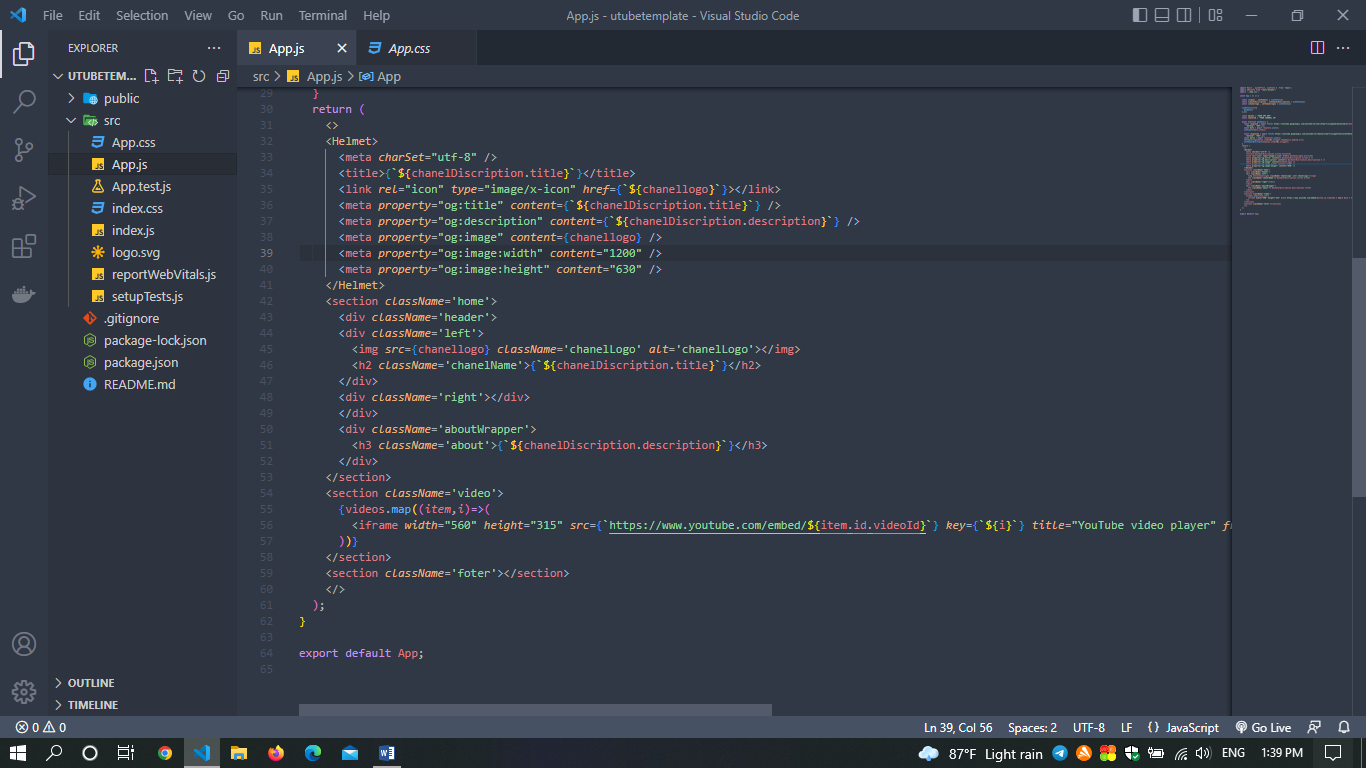 File Edit Selection View Go Run Terminal Help
App.js - utubetemplate - Visual Studio Code
EXPLORER
UTUBETEM...
public
src
App.css
App.js
App.test.js
index.css
index.js
logo.svg
reportWebVitals.js
setupTests.js
.gitignore
package-lock.json
package.json
README.md
OUTLINE
TIMELINE
App.js
App.css
src > App.js > App
29 }
30 return (
31 <>
32 <Helmet>
33 <meta charSet="utf-8" />
34 <title>{`${chanelDiscription.title}`}</title>
35 <link rel="icon" type="image/x-icon" href={`${chanellogo}`}></link>
36 <meta property="og:title" content={`${chanelDiscription.title}`} />
37 <meta property="og:description" content={`${chanelDiscription.description}`} />
38 <meta property="og:image" content={chanellogo} />
39 <meta property="og:image:width" content="1200" />
40 <meta property="og:image:height" content="630" />
41 </Helmet>
42 <section className='home'>
43 <div className='header'>
44 <div className='left'>
45 <img src={chanellogo} className='chanelLogo' alt='chanelLogo'></img>
46 <h2 className='chanelName'>{`${chanelDiscription.title}`}</h2>
47 </div>
48 <div className='right'></div>
49 </div>
50 <div className='aboutWrapper'>
51 <h3 className='about'>{`${chanelDiscription.description}`}</h3>
52 </div>
53 </section>
54 <section className='video'>
55 {videos.map((item,i)=>(
56 <iframe width="560" height="315" src={`https://www.youtube.com/embed/${item.id.videoId}`} key={`${i}`} title="YouTube video player"
57 ))}
58 </section>
59 <section className='foter'></section>
60 </>
61 );
62 }
63
64 export default App;
65
0 0
Ln 39, Col 56 Spaces: 2 UTF-8 LF { } JavaScript Go Live
87°F Light rain ENG 1:39 PM